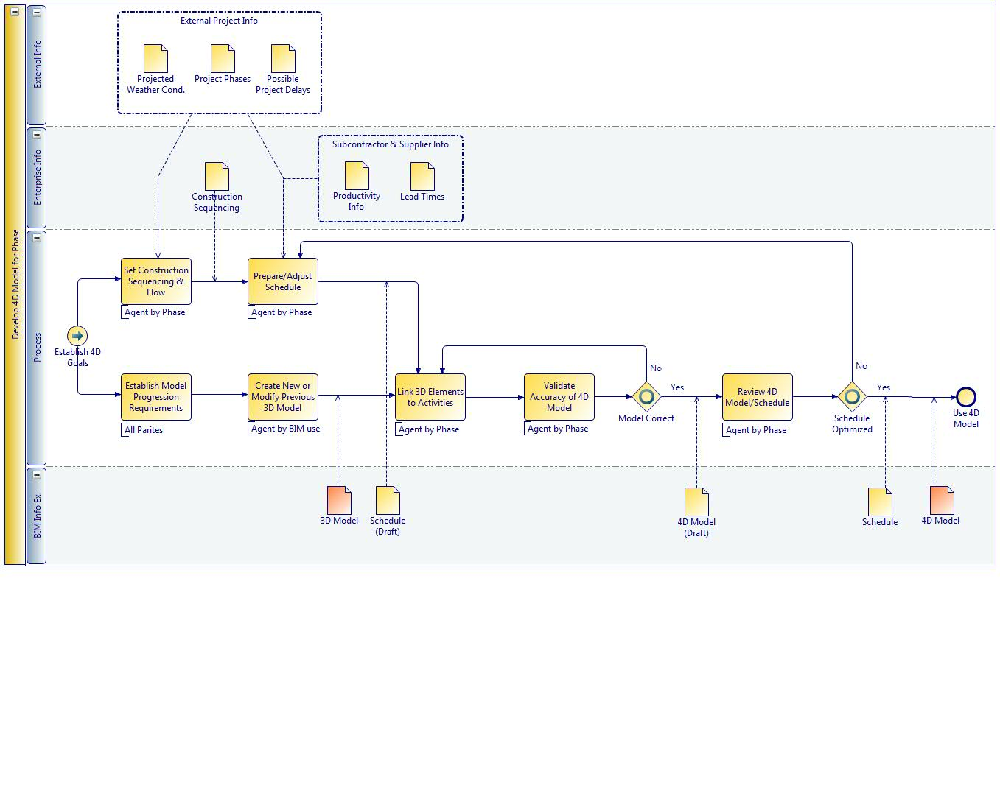 Develop 4D Model for Phase
External Info
External Project Info
Projected
Weather Cond.
Project Phases
Possible
Project Delays
Enterprise Info
Construction
Sequencing
Subcontractor & Supplier Info
Productivity
Info
Lead Times
Process
Establish 4D
Goals
Set Construction
Sequencing &
Flow
Agent by Phase
Prepare/Adjust
Schedule
Agent by Phase
Establish Model
Progression
Requirements
All Parites
Create New or
Modify Previous
3D Model
Agent by BIM use
Link 3D Elements
to Activities
Agent by Phase
Validate
Accuracy of 4D
Model
Agent by Phase
No
Yes
Model Correct
Review 4D
Model/Schedule
Agent by Phase
No
Yes
Schedule
Optimized
Use 4D
Model
BIM Info Ex.
3D Model
Schedule
(Draft)
4D Model
(Draft)
Schedule
4D Model